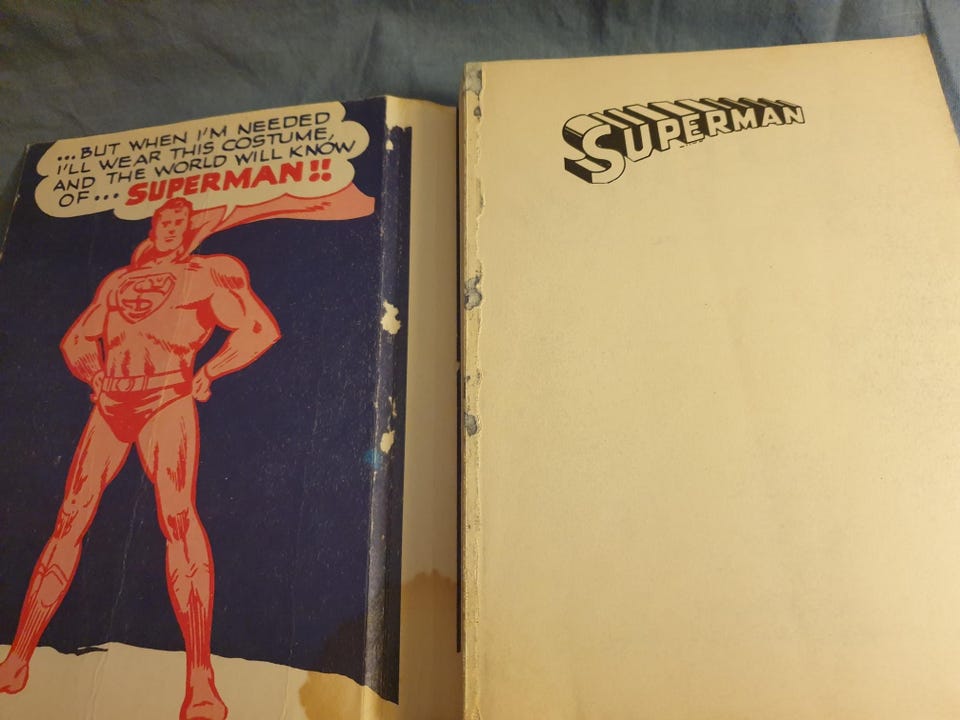 ...BUT WHEN I'M NEEDED
I'LL WEAR THIS COSTUME,
AND THE WORLD WILL KNOW
OF... SUPERMAN!!
S
SUPERMAN